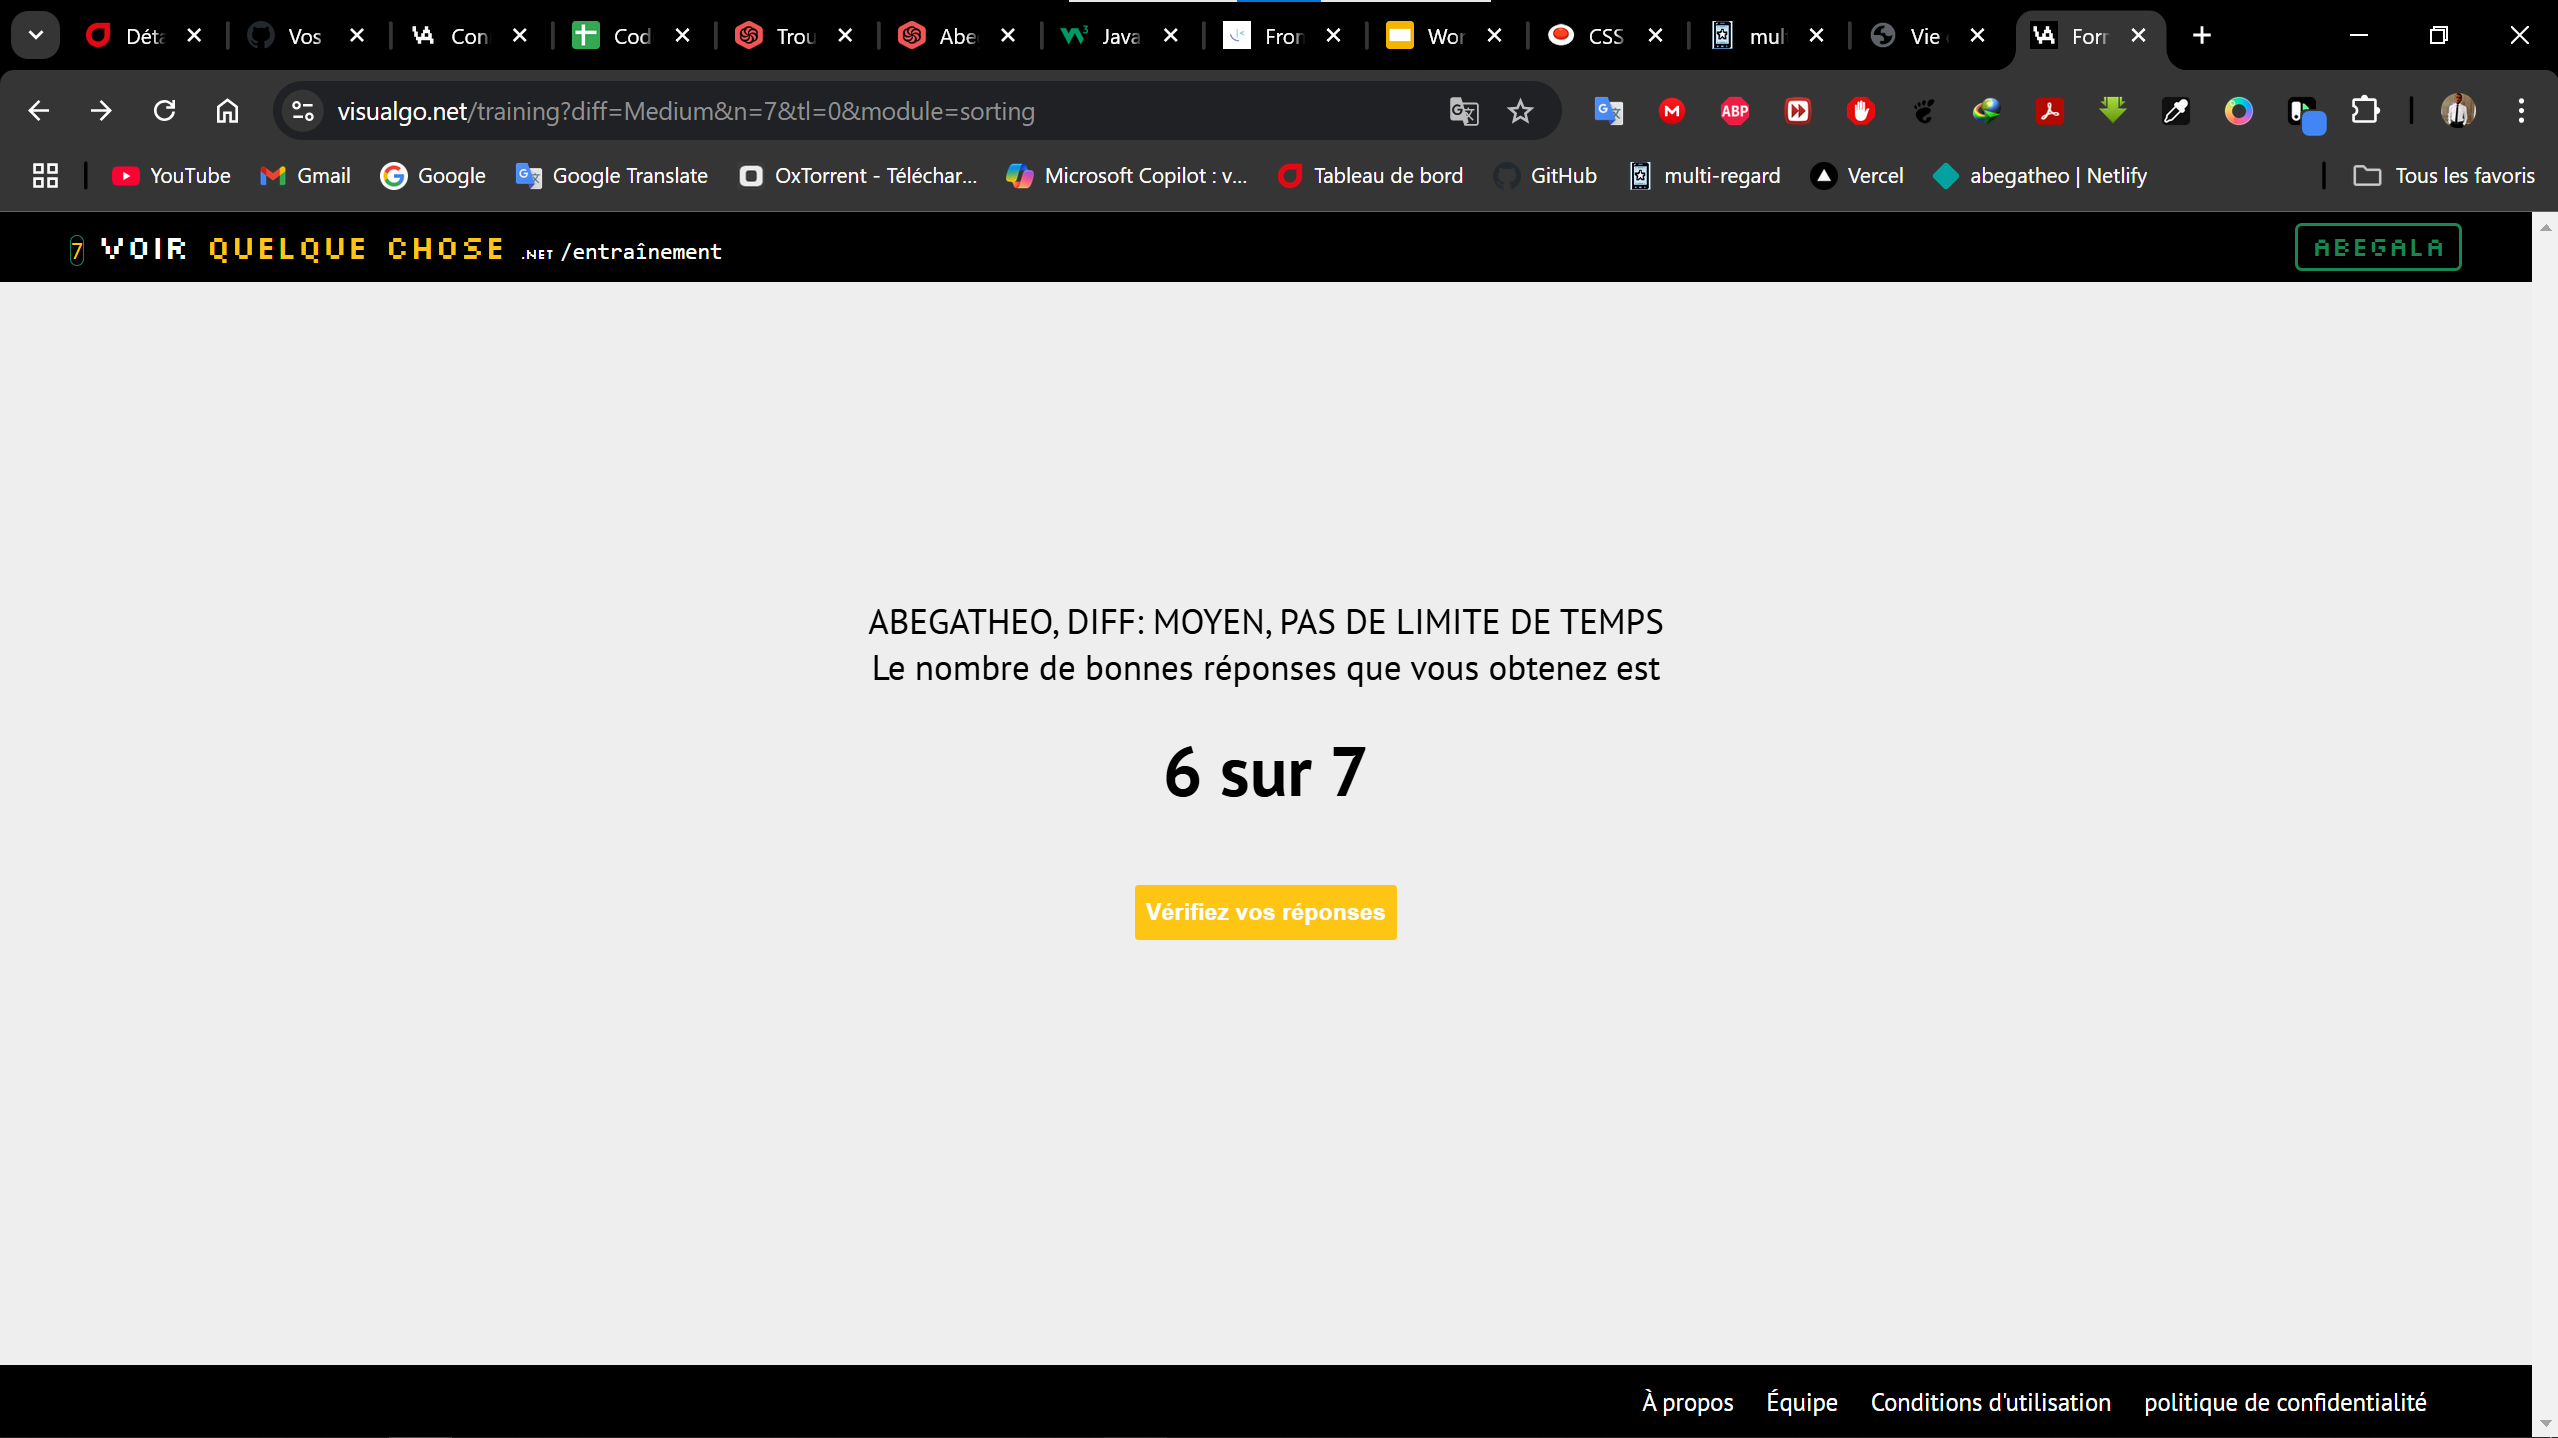 Déta
Vos
Con
Cod
Trou
Abe
Java
Fron
Wor
CSS
mul
Vie
Forr
visualgo.net/training?diff=Medium&n=7&tl=0&module=sorting
ABP
YouTube
Gmail
Google
Google Translate
OxTorrent - Téléchar...
Microsoft Copilot : v...
Tableau de bord
GitHub
multi-regard
Vercel
abegatheo | Netlify
Tous les favoris
7 VOIR QUELQUE CHOSE .NET /entraînement
ABEGALA
ABEGATHEO, DIFF: MOYEN, PAS DE LIMITE DE TEMPS
Le nombre de bonnes réponses que vous obtenez est
6 sur 7
Vérifiez vos réponses
À propos
Équipe
Conditions d'utilisation
politique de confidentialité